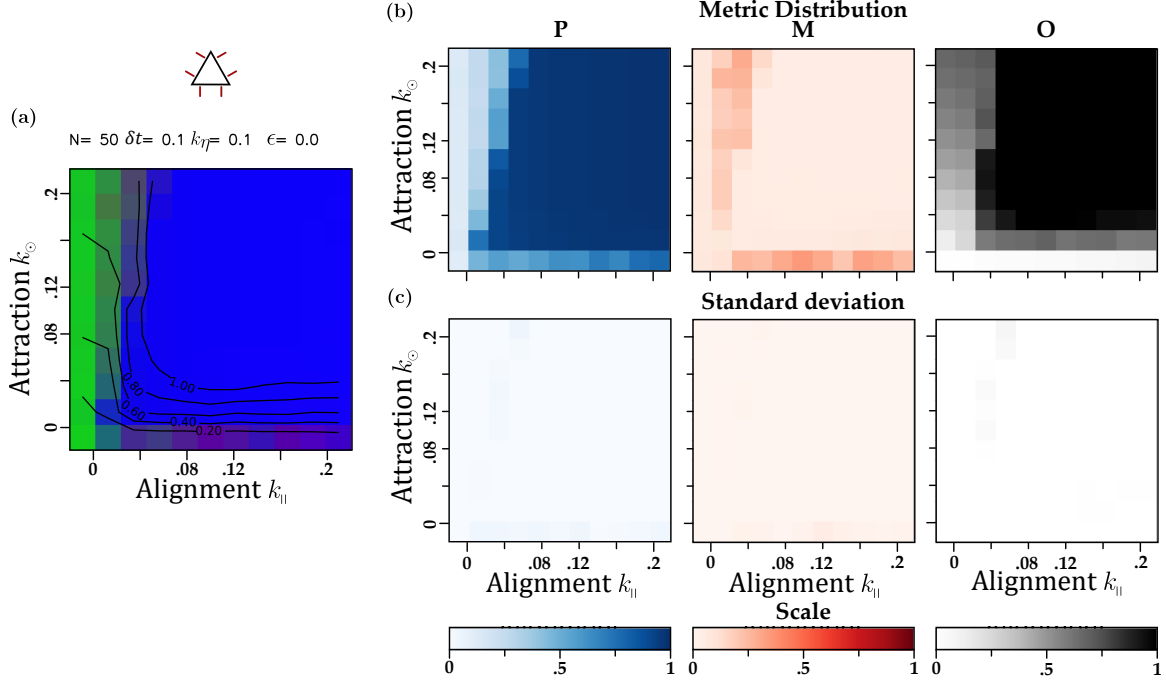 (a)
N= 50 δt= 0.1 kη= 0.1 ϵ= 0.0
Attraction k⊙
.2
.12
.08
0
1.00
0.80
0.60
0.40
0.20
0 .08 .12 .2
Alignment k||
(b)
Metric Distribution
P M O
Attraction k⊙
.2
.12
.08
0
(c)
Standard deviation
Attraction k⊙
.2
.12
.08
0
0 .08 .12 .2
0 .08 .12 .2
0 .08 .12 .2
Alignment k||
Alignment k||
Alignment k||
Scale
0 .5 1
0 .5 1
0 .5 1